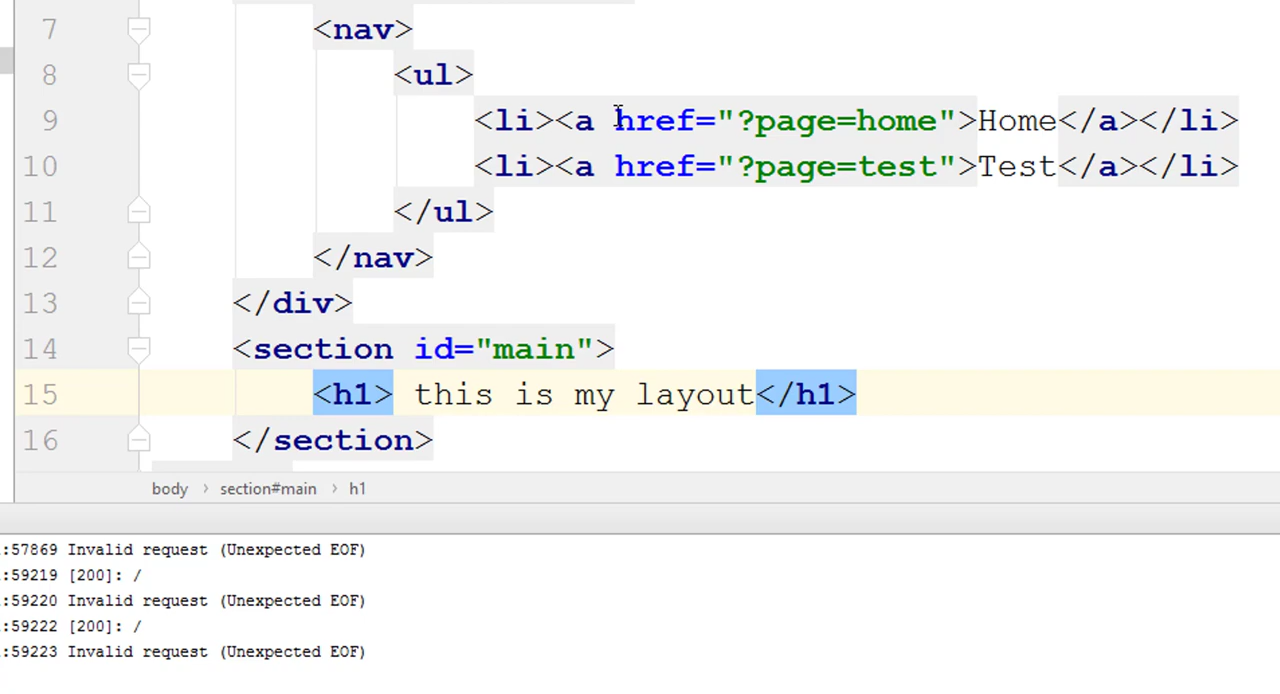 7 <nav>
8 <ul>
9 <li><a href="?page=home">Home</a></li>
10 <li><a href="?page=test">Test</a></li>
11 </ul>
12 </nav>
13 </div>
14 <section id="main">
15 <h1> this is my layout</h1>
16 </section>
body › section#main › h1
:57869 Invalid request (Unexpected EOF)
:59219 [200]: /
:59220 Invalid request (Unexpected EOF)
:59222 [200]: /
:59223 Invalid request (Unexpected EOF)